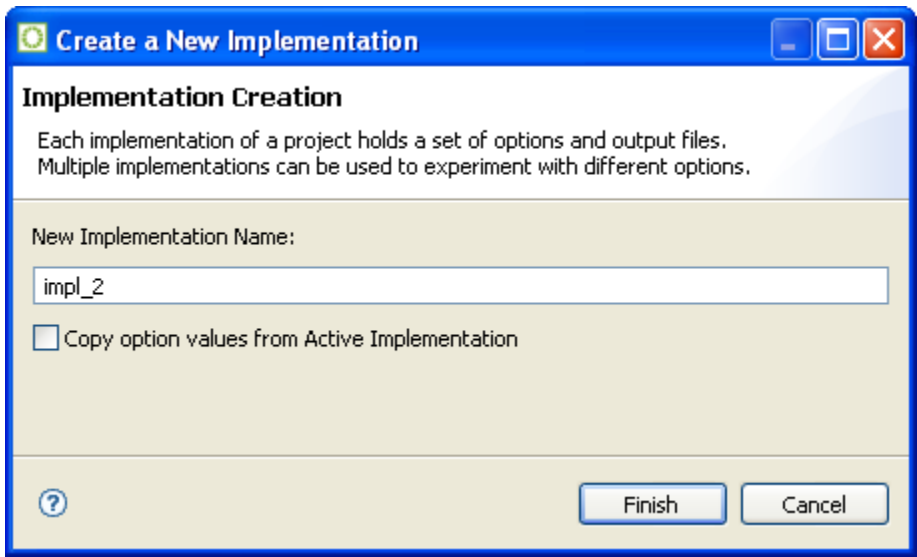 Create a New Implementation
Implementation Creation
Each implementation of a project holds a set of options and output files.
Multiple implementations can be used to experiment with different options.
New Implementation Name:
impl_2
Copy option values from Active Implementation
?
Finish
Cancel